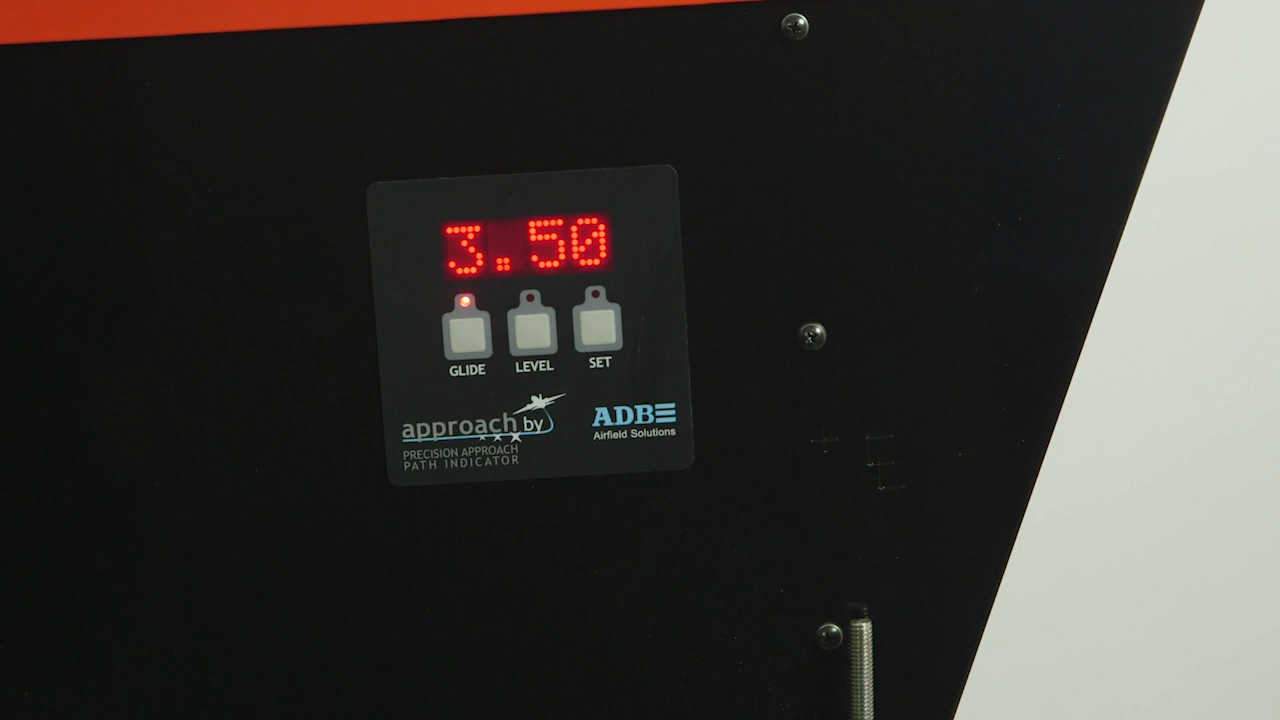 3.50
GLIDE LEVEL SET
approach by
PRECISION APPROACH
PATH INDICATOR
ADB
Airfield Solutions